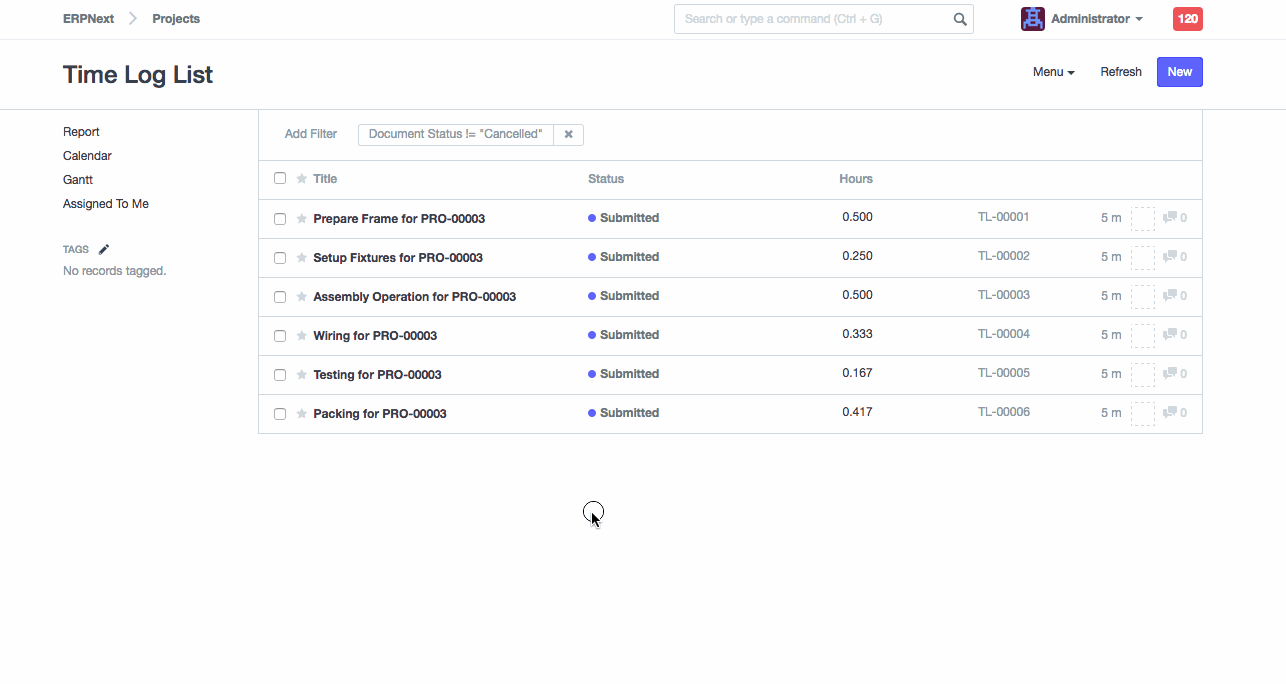 ERPNext Projects Search or type a command (Ctrl + G) Administrator 120
Time Log List Menu Refresh New
Report
Calendar
Gantt
Assigned To Me
TAGS
No records tagged.
Add Filter Document Status != "Cancelled" ×
Title Status Hours
Prepare Frame for PRO-00003 Submitted 0.500 TL-00001 5 m 0
Setup Fixtures for PRO-00003 Submitted 0.250 TL-00002 5 m 0
Assembly Operation for PRO-00003 Submitted 0.500 TL-00003 5 m 0
Wiring for PRO-00003 Submitted 0.333 TL-00004 5 m 0
Testing for PRO-00003 Submitted 0.167 TL-00005 5 m 0
Packing for PRO-00003 Submitted 0.417 TL-00006 5 m 0